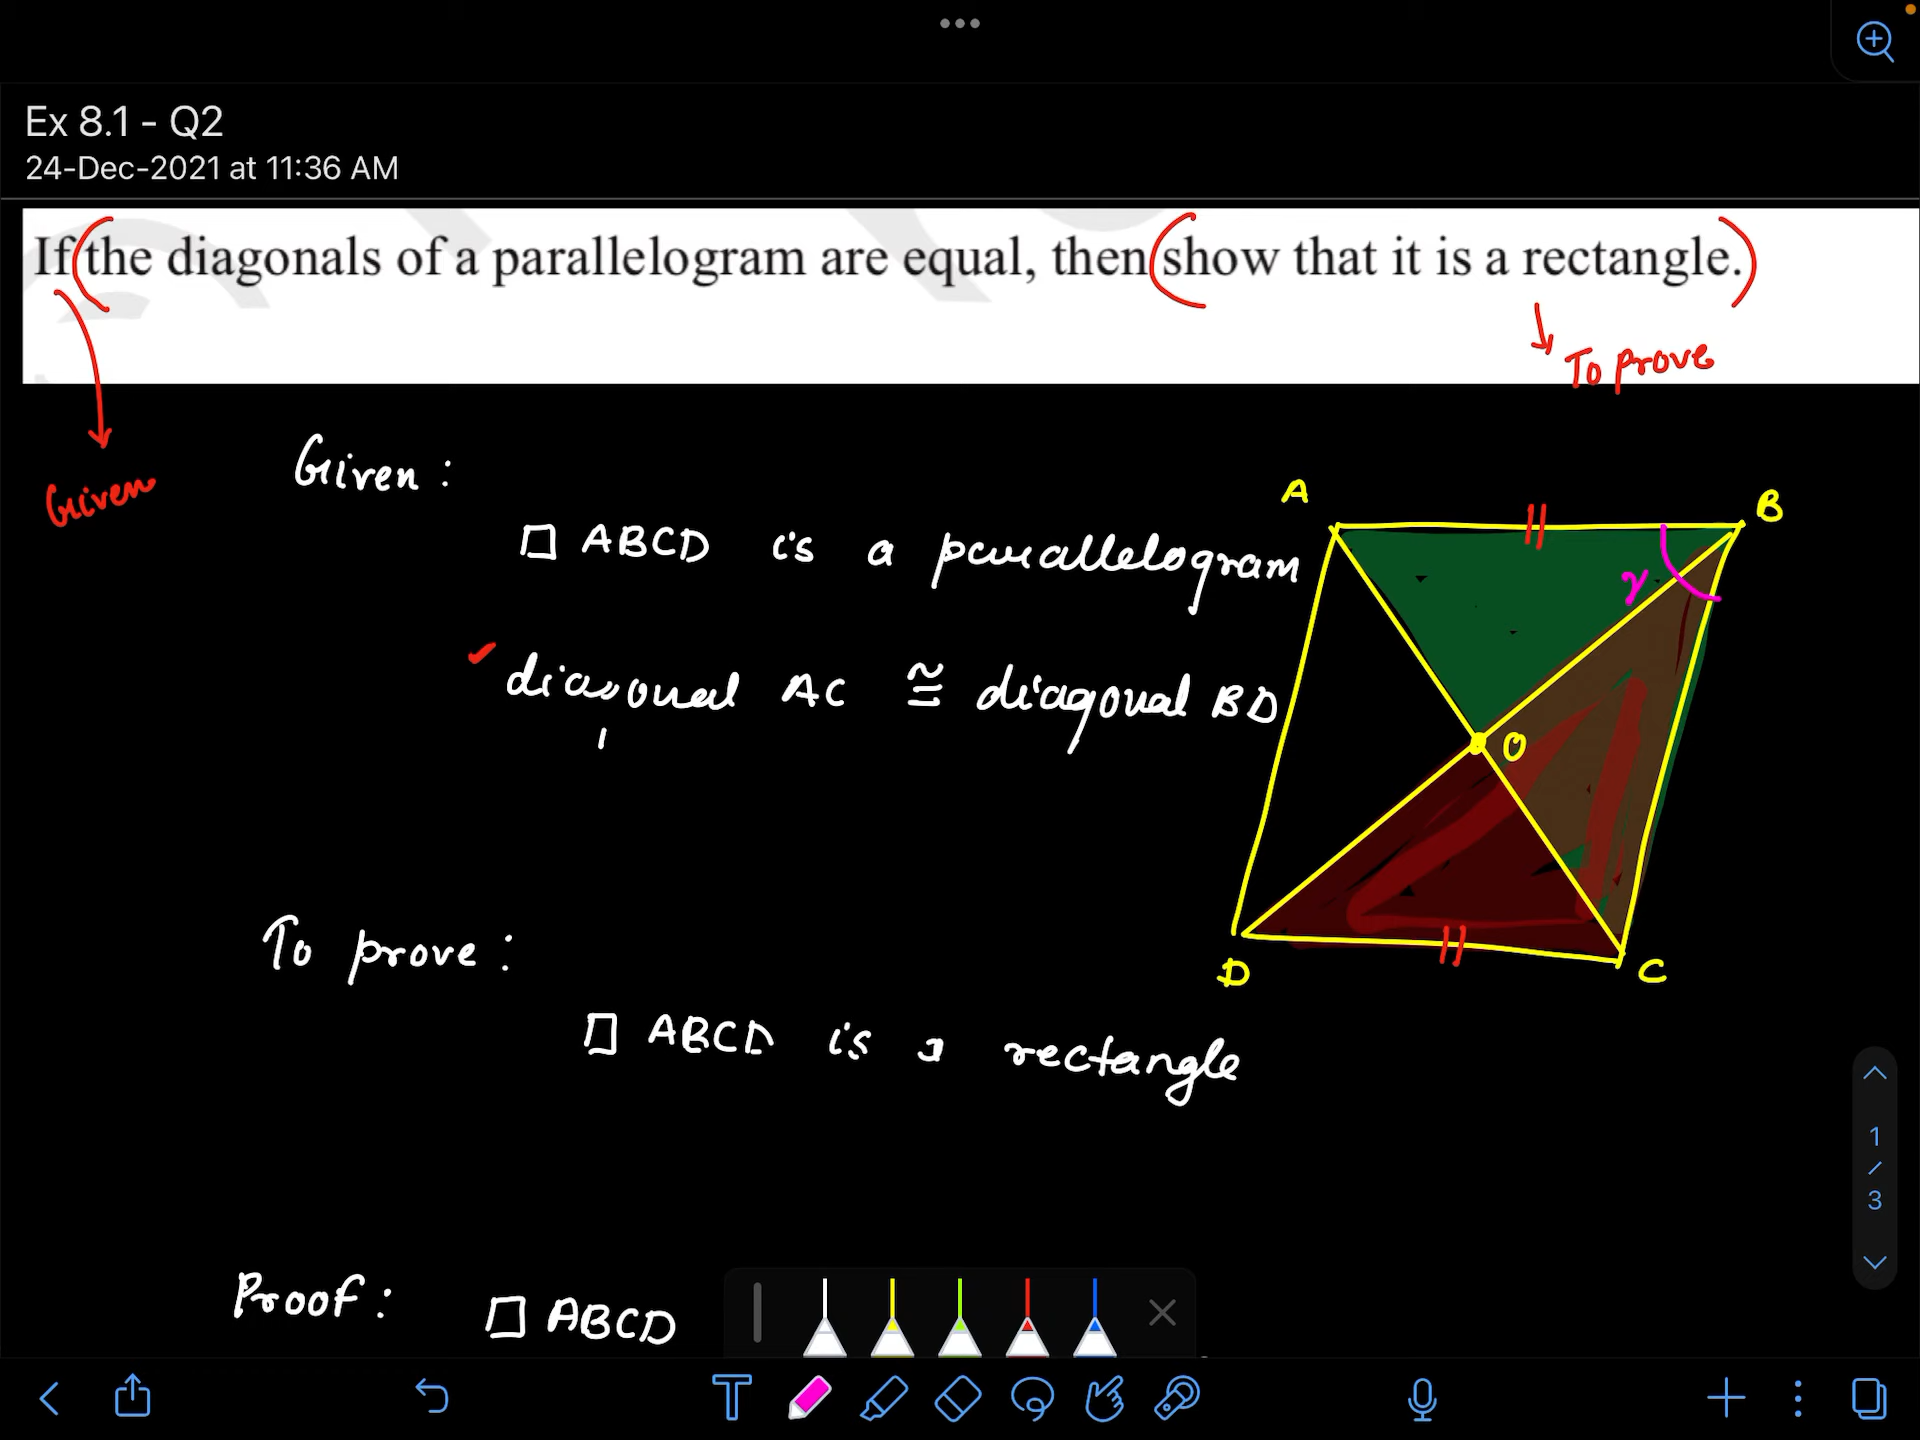 Ex 8.1 - Q2
24-Dec-2021 at 11:36 AM
If (the diagonals of a parallelogram are equal, then (show that it is a rectangle.)
To prove
Given
Given :
□ ABCD is a parallelogram
diagonal AC ≅ diagonal BD
A
B
O
D
C
To prove :
□ ABCD is a rectangle
Proof : □ ABCD
1
/
3